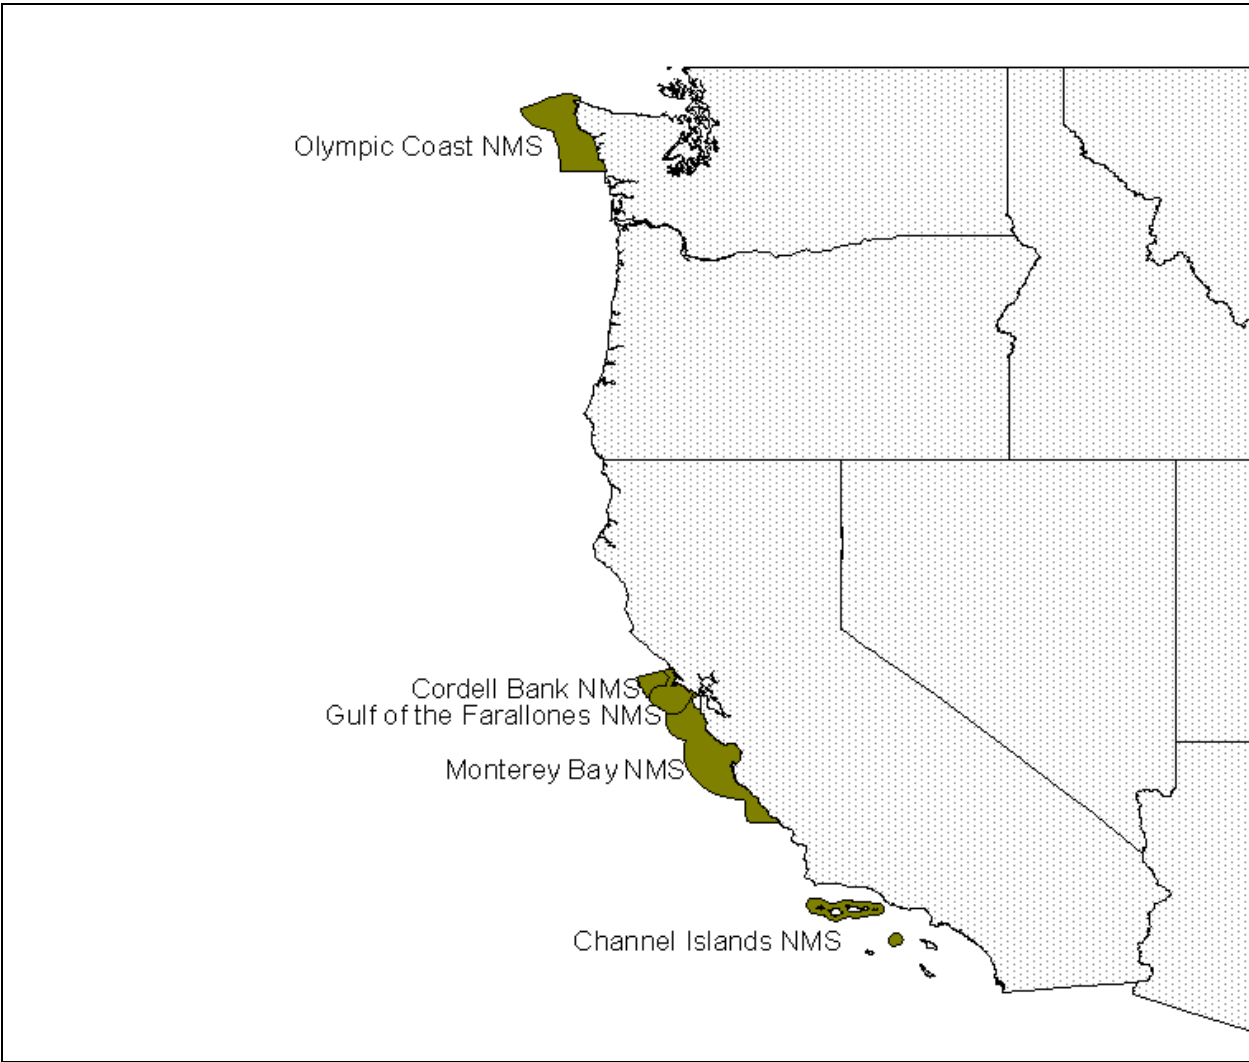 Olympic Coast NMS
Cordell Bank NMS
Gulf of the Farallones NMS
Monterey Bay NMS
Channel Islands NMS